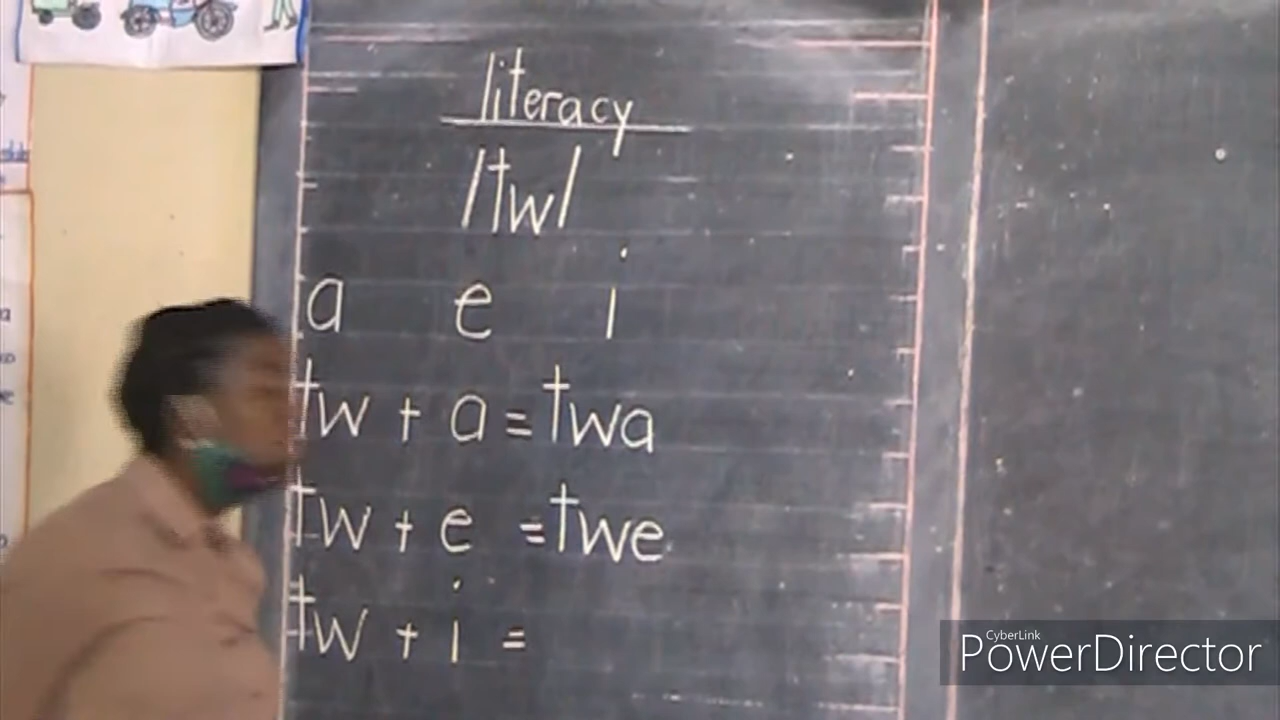 literacy
/tw/
a e i
tw + a = twa
tw + e = twe
tw + i =
CyberLink
PowerDirector